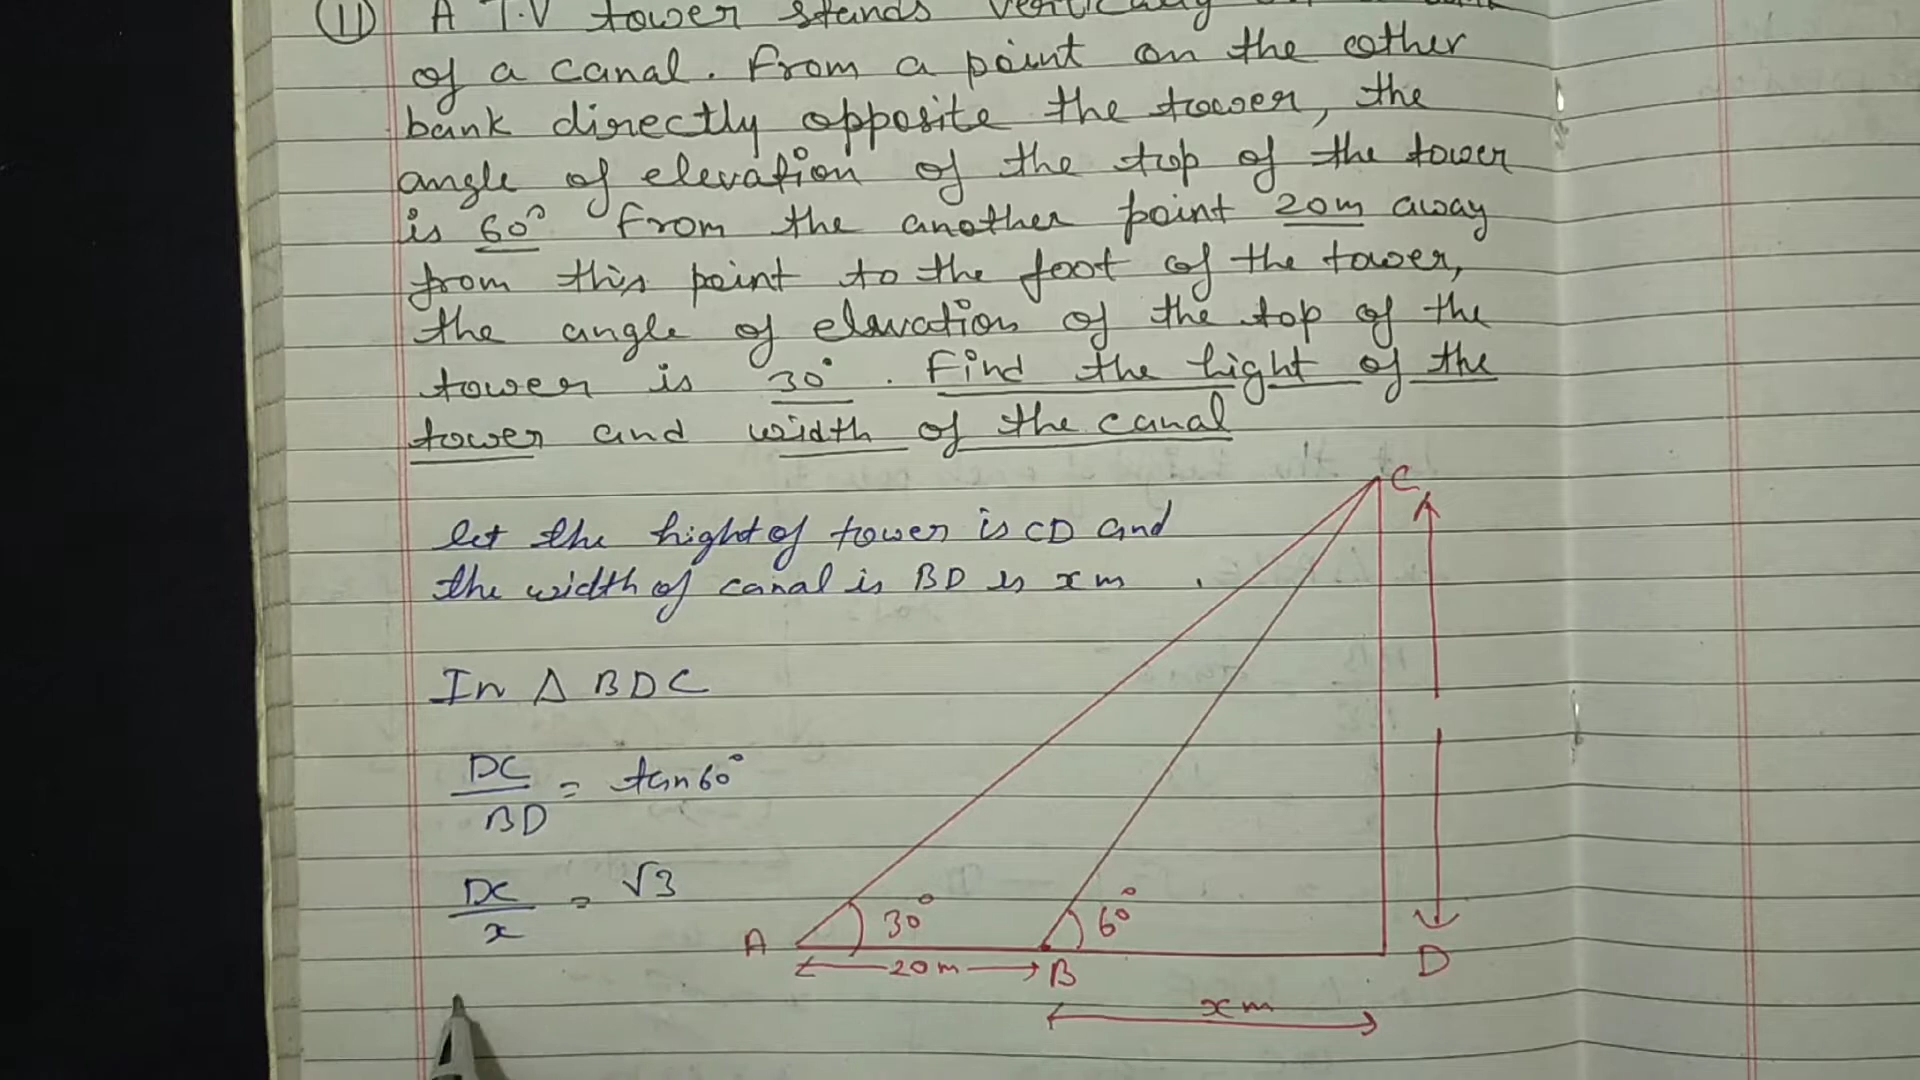 (11) A T.V tower stands vertically
of a canal. From a point on the other
bank directly opposite the tower, the
angle of elevation of the top of the tower
is 60° from the another point 20m away
from this point to the foot of the tower,
the angle of elevation of the top of the
tower is 30°. Find the hight of the
tower and width of the canal
let the hight of tower is CD and
the width of canal is BD is x m
In Δ BDC
DC/BD = tan60°
DC/x = √3
C
A
30°
60°
20m
B
D
x m